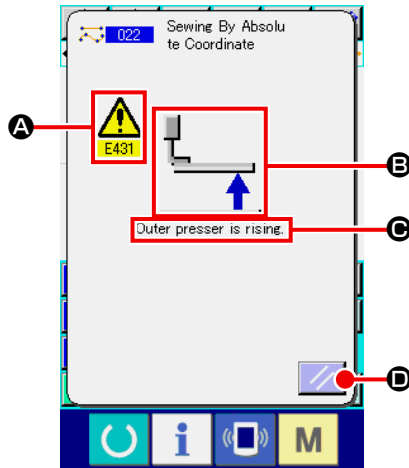 022
Sewing By Absolu
te Coordinate
A
E431
B
Outer presser is rising.
C
D
i
M